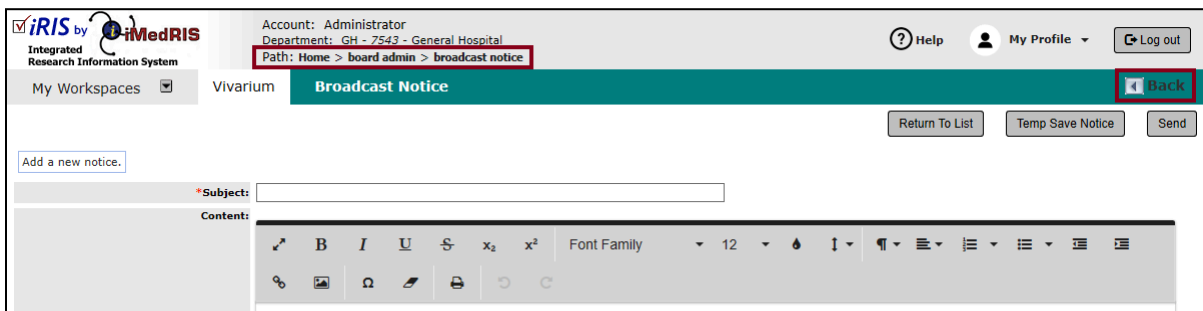 iRIS by iMedRIS
Integrated
Research Information System
Account: Administrator
Department: GH - 7543 - General Hospital
Path: Home > board admin > broadcast notice
? Help
My Profile
Log out
My Workspaces
Vivarium
Broadcast Notice
Back
Return To List
Temp Save Notice
Send
Add a new notice.
*Subject:
Content:
B I U S x₂ x² Font Family 12 ¶
Ω